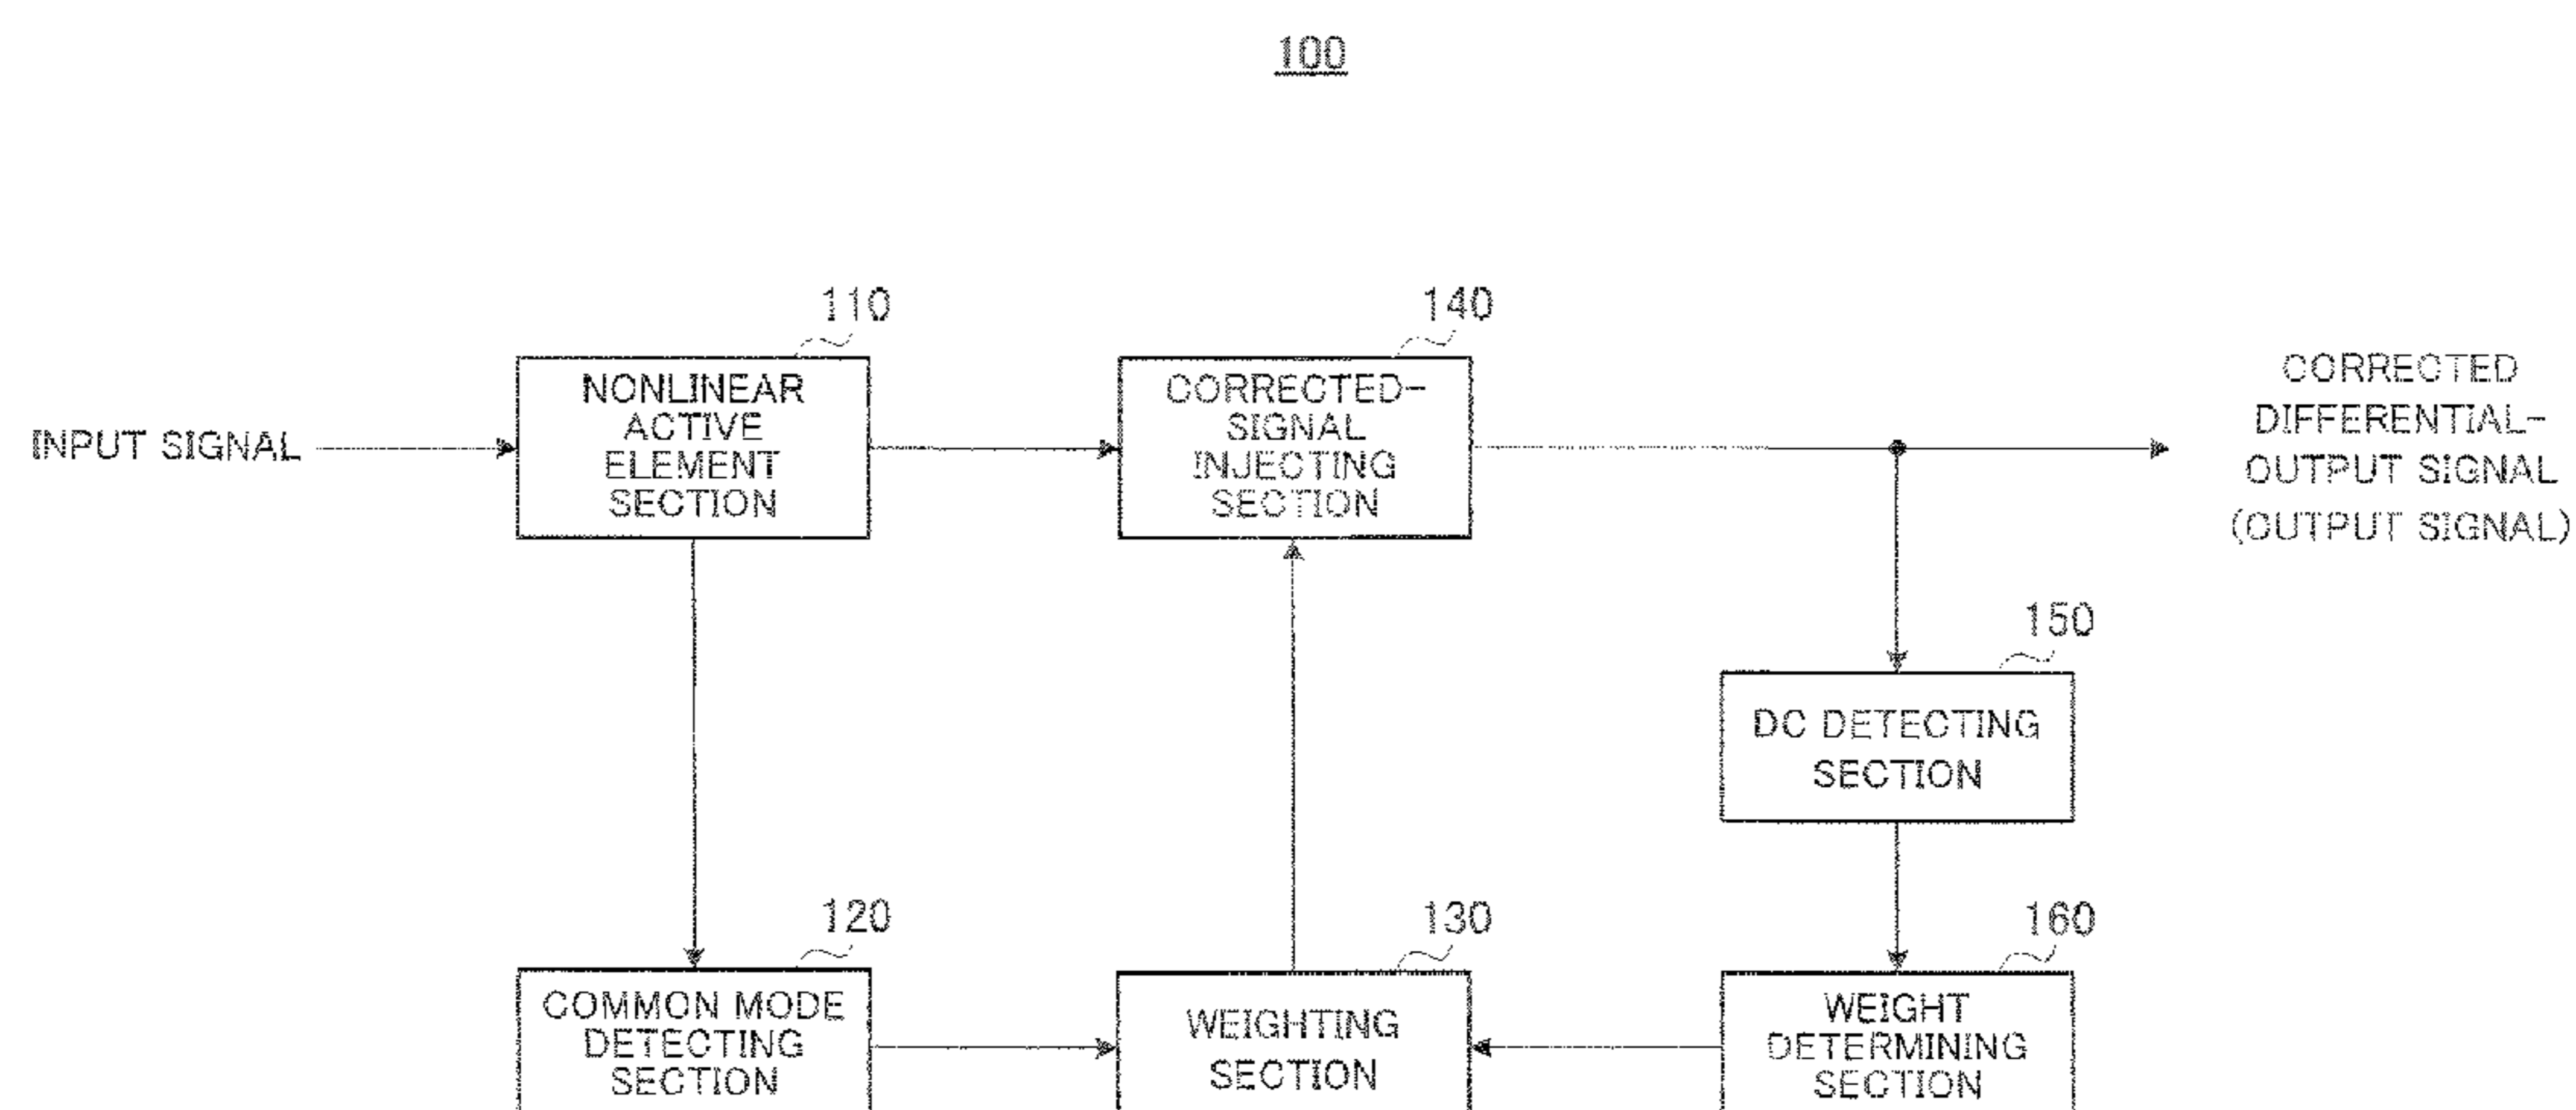 100
110
140
INPUT SIGNAL
NONLINEAR
ACTIVE
ELEMENT
SECTION
CORRECTED-
SIGNAL
INJECTING
SECTION
CORRECTED
DIFFERENTIAL-
OUTPUT SIGNAL
(OUTPUT SIGNAL)
150
DC DETECTING
SECTION
120
130
160
COMMON MODE
DETECTING
SECTION
WEIGHTING
SECTION
WEIGHT
DETERMINING
SECTION